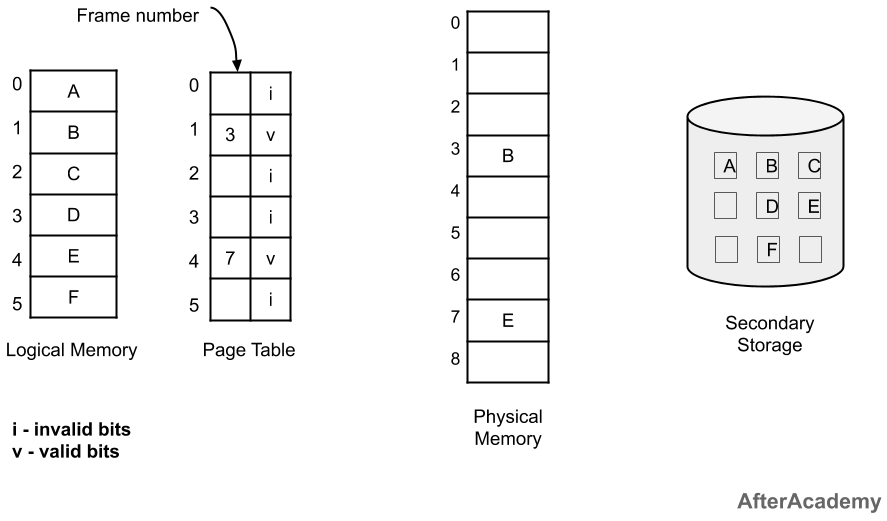 Frame number
0 A
1 B
2 C
3 D
4 E
5 F
Logical Memory
0 i
1 3 v
2 i
3 i
4 7 v
5 i
Page Table
0
1
2
3 B
4
5
6
7 E
8
Physical
Memory
A B C
D E
F
Secondary
Storage
i - invalid bits
v - valid bits
AfterAcademy